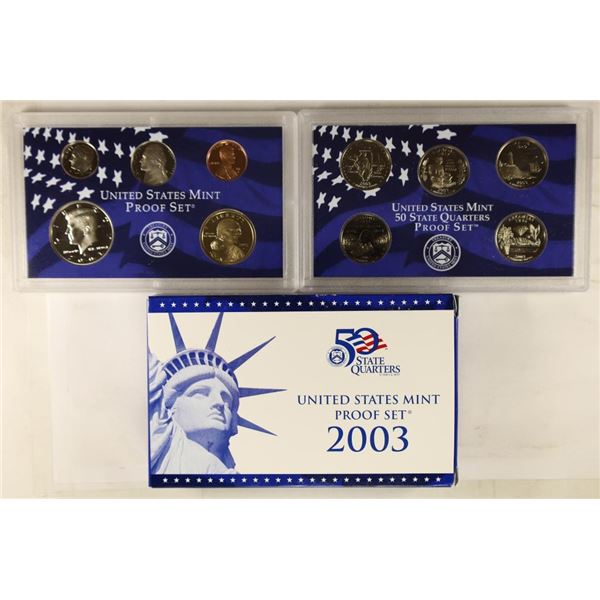 UNITED STATES MINT
PROOF SET®
UNITED STATES MINT
50 STATE QUARTERS
PROOF SET™
50
STATE
QUARTERS
UNITED STATES MINT
PROOF SET®
2003